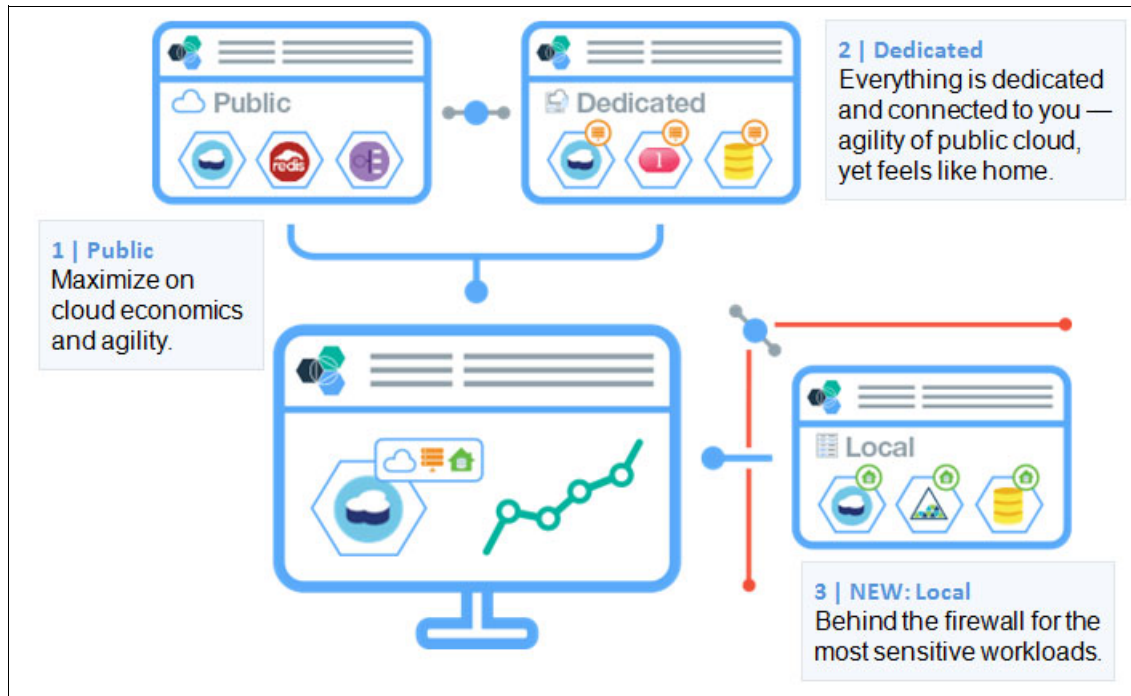 Public
redis
Dedicated
1
2 | Dedicated
Everything is dedicated
and connected to you —
agility of public cloud,
yet feels like home.
1 | Public
Maximize on
cloud economics
and agility.
Local
3 | NEW: Local
Behind the firewall for the
most sensitive workloads.